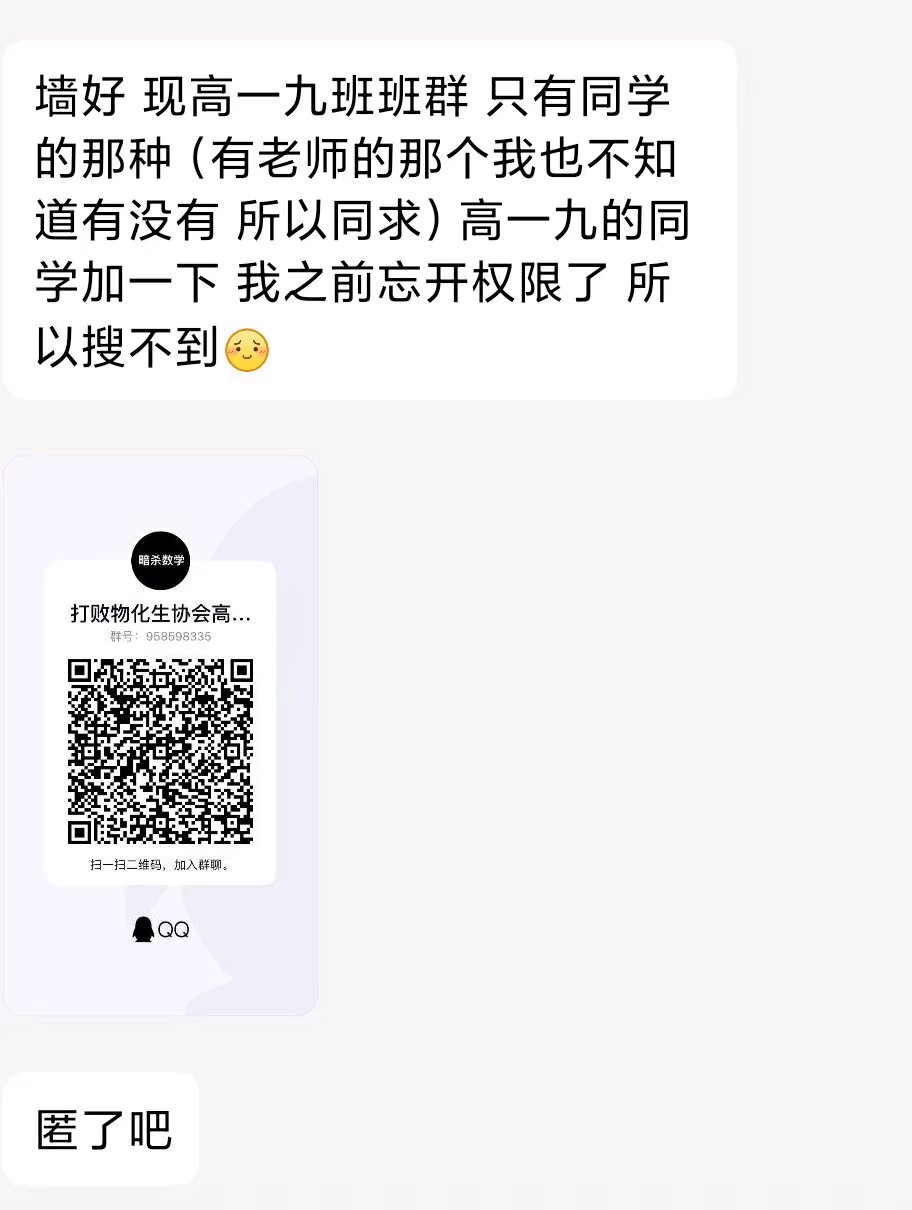 墙好 现高一九班班群 只有同学
的那种（有老师的那个我也不知
道有没有 所以同求）高一九的同
学加一下 我之前忘开权限了 所
以搜不到
暗杀数学
打败物化生协会高...
群号：958598335
扫一扫二维码，加入群聊。
QQ
匿了吧